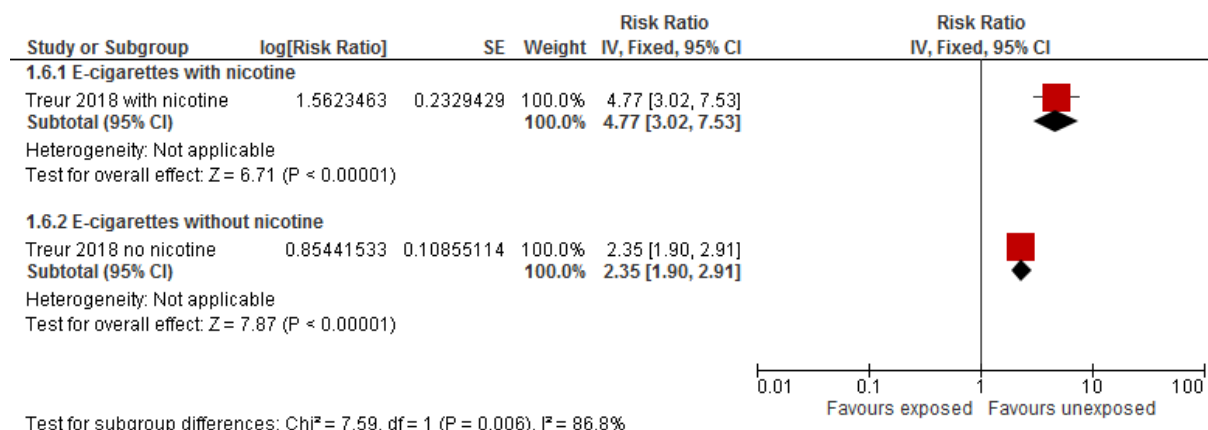 Risk Ratio Risk Ratio
Study or Subgroup log[Risk Ratio] SE Weight IV, Fixed, 95% CI IV, Fixed, 95% CI
1.6.1 E-cigarettes with nicotine
Treur 2018 with nicotine 1.5623463 0.2329429 100.0% 4.77 [3.02, 7.53]
Subtotal (95% CI) 100.0% 4.77 [3.02, 7.53]
Heterogeneity: Not applicable
Test for overall effect: Z = 6.71 (P < 0.00001)
1.6.2 E-cigarettes without nicotine
Treur 2018 no nicotine 0.85441533 0.10855114 100.0% 2.35 [1.90, 2.91]
Subtotal (95% CI) 100.0% 2.35 [1.90, 2.91]
Heterogeneity: Not applicable
Test for overall effect: Z = 7.87 (P < 0.00001)
0.01 0.1 1 10 100
Favours exposed Favours unexposed
Test for subgroup differences: Chi² = 7.59, df = 1 (P = 0.006), I² = 86.8%